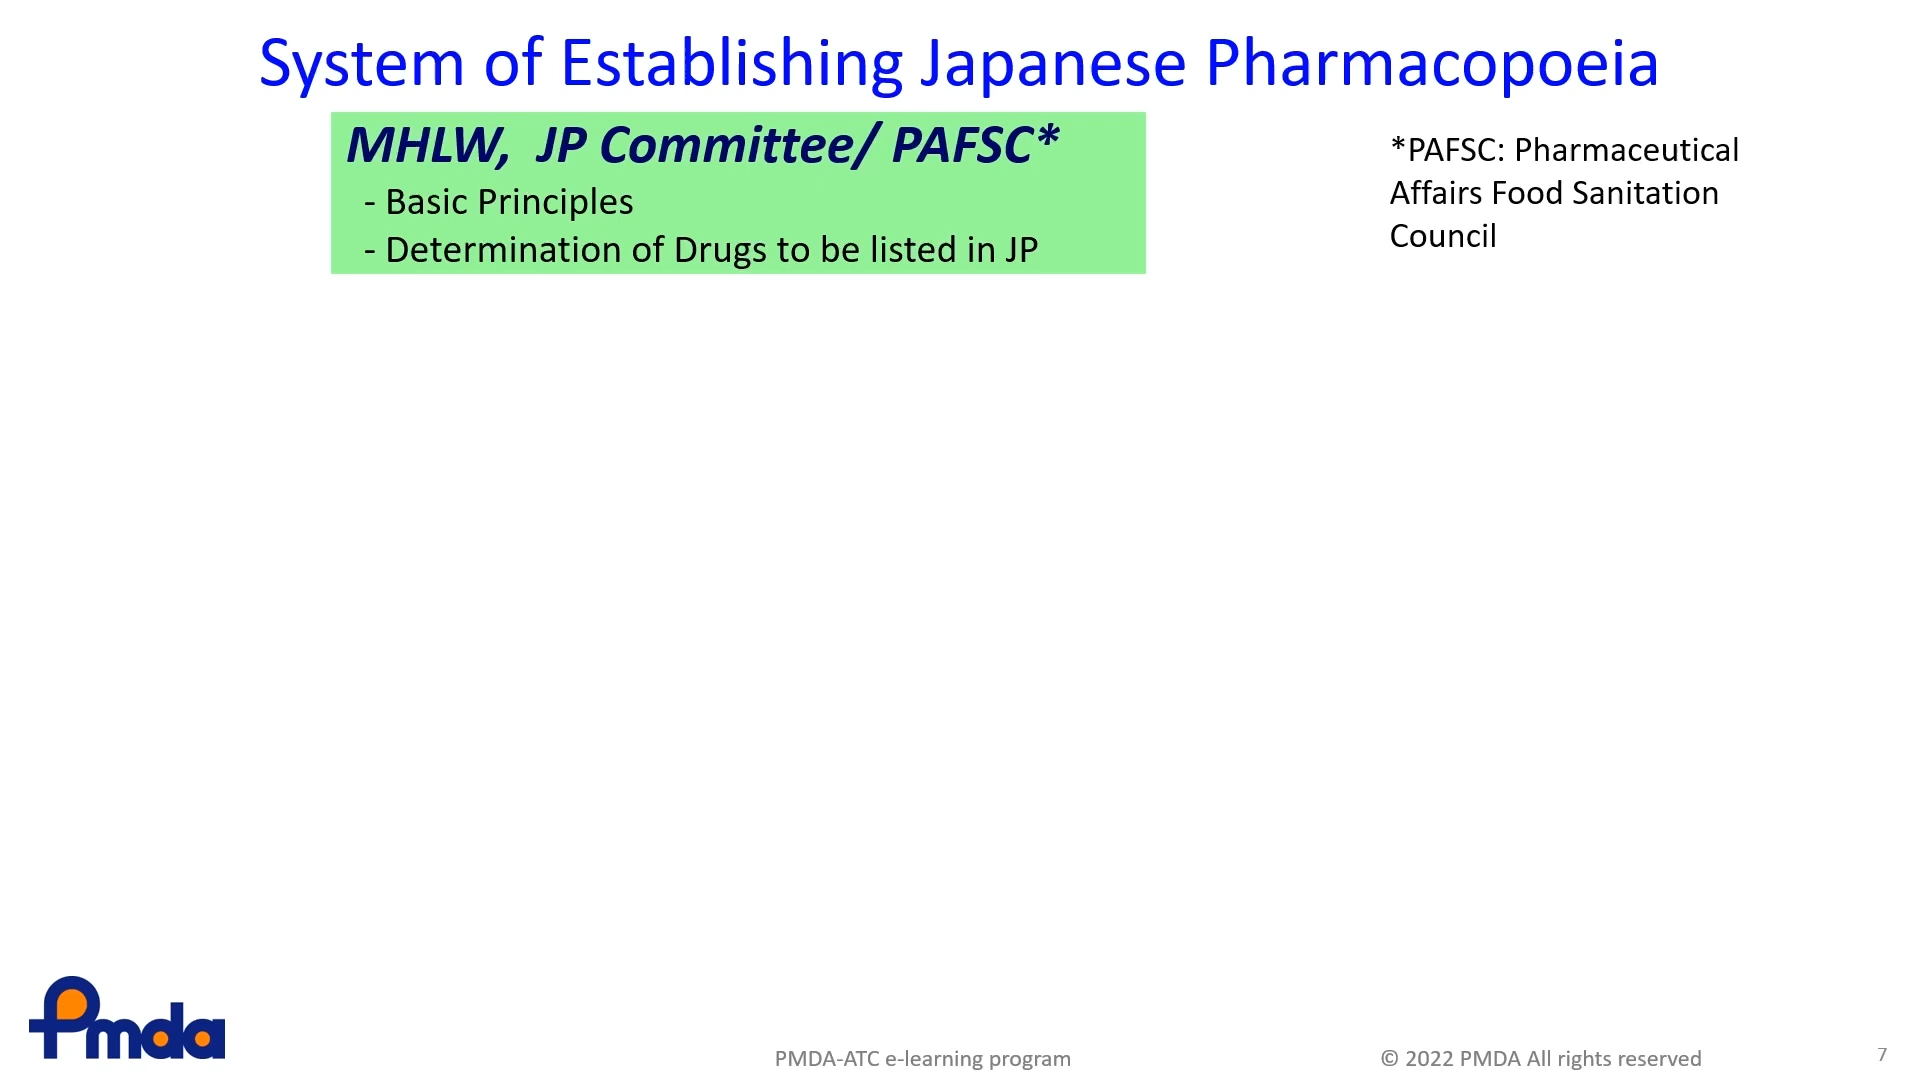 System of Establishing Japanese Pharmacopoeia
MHLW, JP Committee/ PAFSC*
- Basic Principles
- Determination of Drugs to be listed in JP
*PAFSC: Pharmaceutical
Affairs Food Sanitation
Council
Pmda
PMDA-ATC e-learning program
© 2022 PMDA All rights reserved
7